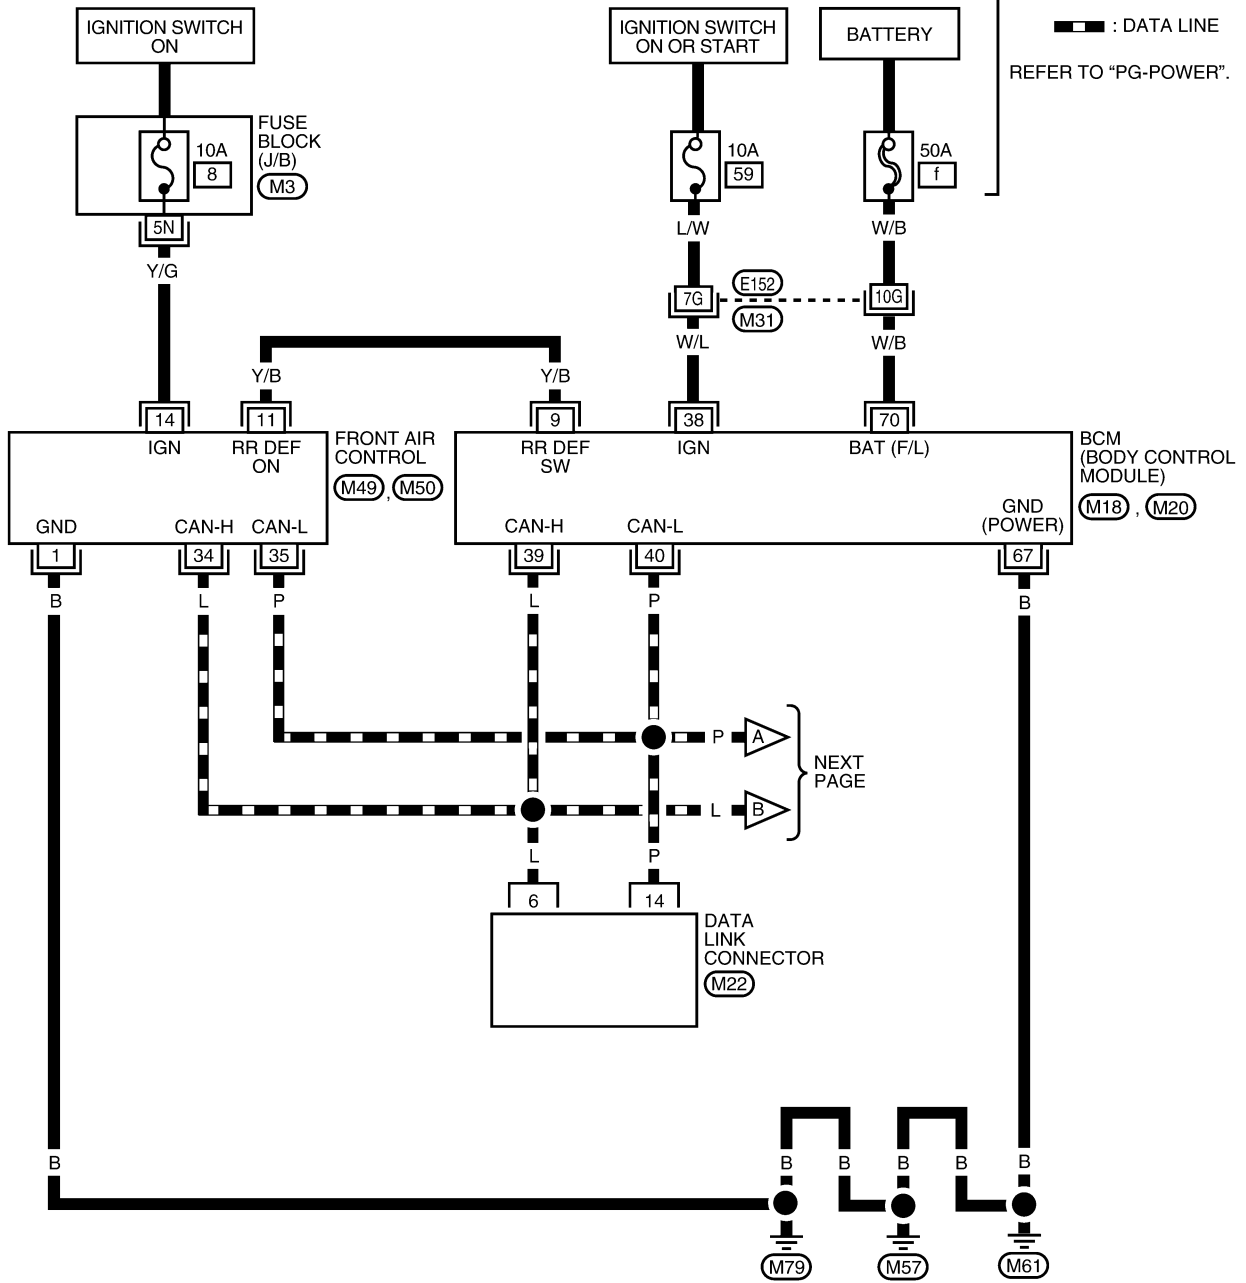 IGNITION SWITCH
ON
IGNITION SWITCH
ON OR START
BATTERY
: DATA LINE
REFER TO “PG-POWER”.
FUSE
BLOCK
(J/B)
M3
10A
8
10A
59
50A
f
5N
Y/G
L/W
W/B
7G
E152
M31
10G
W/L
W/B
Y/B
Y/B
14
11
9
38
70
IGN
RR DEF
ON
FRONT AIR
CONTROL
M49 , M50
RR DEF
SW
IGN
BAT (F/L)
BCM
(BODY CONTROL
MODULE)
M18 , M20
GND
CAN-H
CAN-L
CAN-H
CAN-L
GND
(POWER)
1
34
35
39
40
67
B
L
P
L
P
B
P
A
L
B
NEXT
PAGE
L
P
6
14
DATA
LINK
CONNECTOR
M22
B
B
B
B
B
B
M79
M57
M61